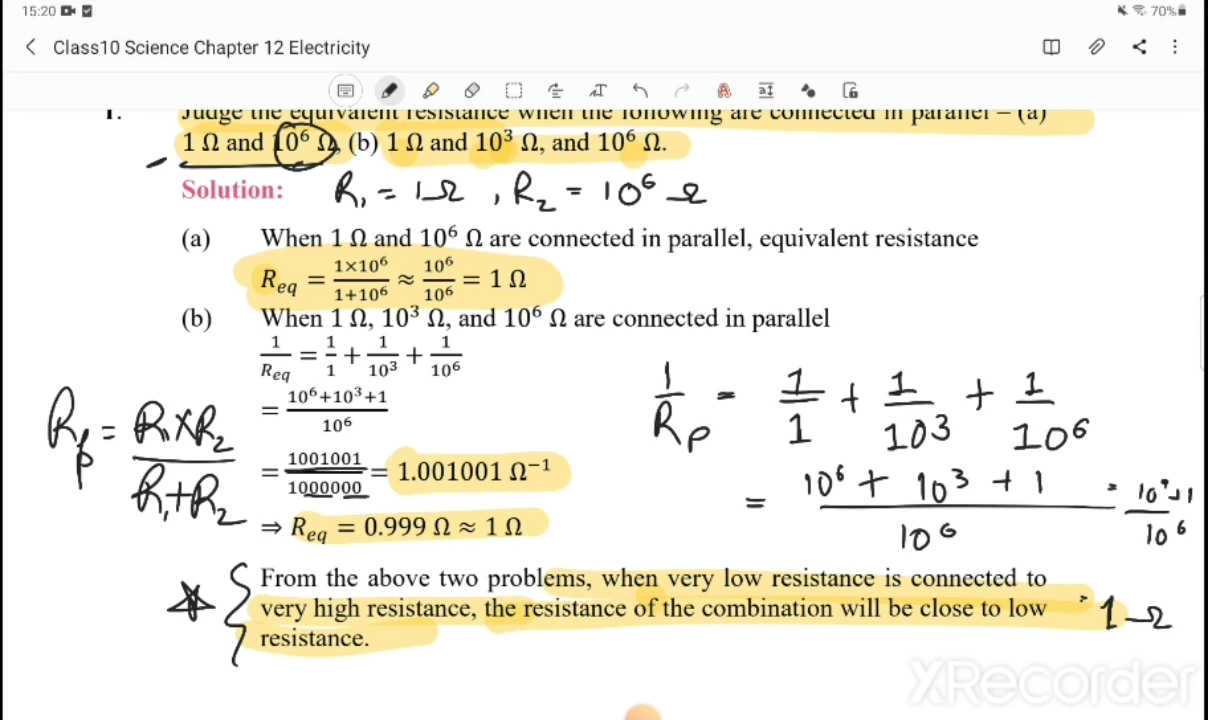 15:20 70%
Class10 Science Chapter 12 Electricity
1. Judge the equivalent resistance when the following are connected in parallel – (a)
1 Ω and 10⁶ Ω, (b) 1 Ω and 10³ Ω, and 10⁶ Ω.
Solution: R₁ = 1Ω , R₂ = 10⁶ Ω
(a) When 1 Ω and 10⁶ Ω are connected in parallel, equivalent resistance
R_eq = 1×10⁶/1+10⁶ ≈ 10⁶/10⁶ = 1 Ω
(b) When 1 Ω, 10³ Ω, and 10⁶ Ω are connected in parallel
1/R_eq = 1/1 + 1/10³ + 1/10⁶
= 10⁶+10³+1/10⁶
= 1001001/1000000 = 1.001001 Ω⁻¹
⇒ R_eq = 0.999 Ω ≈ 1 Ω
R_p = R₁×R₂/R₁+R₂
1/R_p = 1/1 + 1/10³ + 1/10⁶
= 10⁶ + 10³ + 1/10⁶
From the above two problems, when very low resistance is connected to
very high resistance, the resistance of the combination will be close to low
resistance.
1Ω
XRecorder